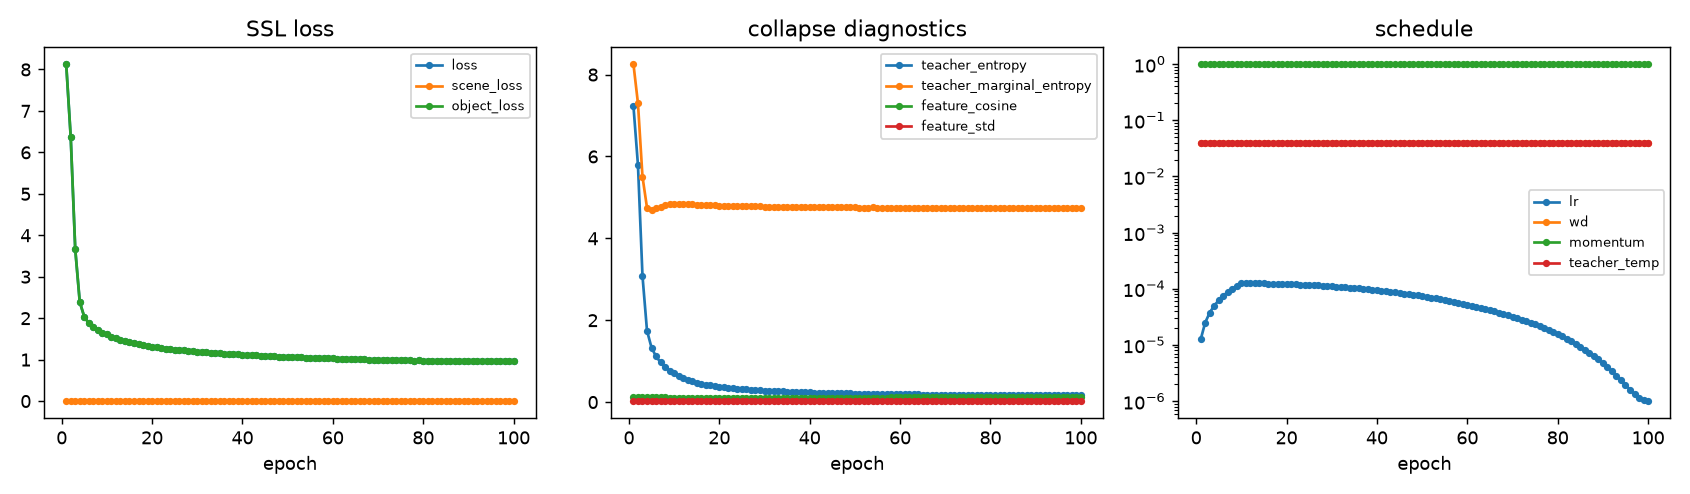 SSL loss
8
7
6
5
4
3
2
1
0
loss
scene_loss
object_loss
0 20 40 60 80 100
epoch
collapse diagnostics
8
6
4
2
0
teacher_entropy
teacher_marginal_entropy
feature_cosine
feature_std
0 20 40 60 80 100
epoch
schedule
10⁰
10⁻¹
10⁻²
10⁻³
10⁻⁴
10⁻⁵
10⁻⁶
lr
wd
momentum
teacher_temp
0 20 40 60 80 100
epoch